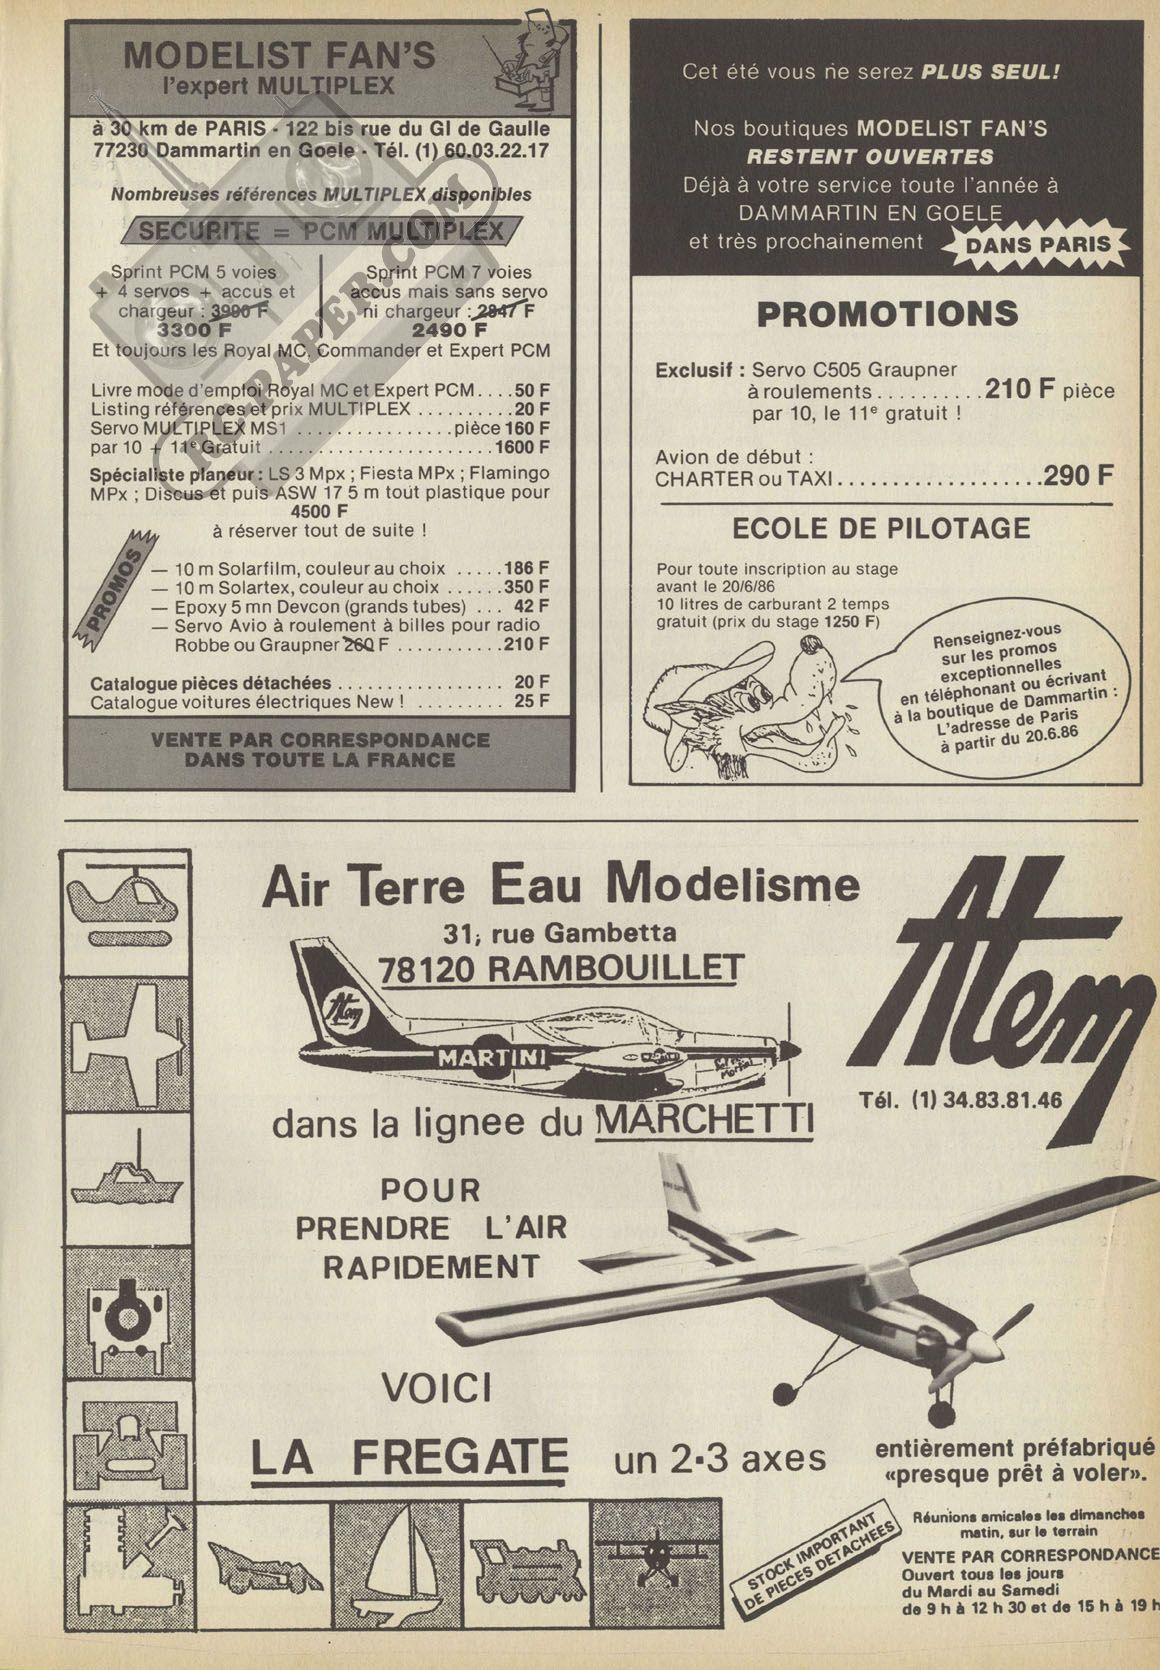 MODELIST FAN'S
l'expert MULTIPLEX
à 30 km de PARIS - 122 bis rue du Gl de Gaulle
77230 Dammartin en Goele - Tél. (1) 60.03.22.17
Nombreuses références MULTIPLEX disponibles
SECURITE = PCM MULTIPLEX
Sprint PCM 5 voies
+ 4 servos + accus et
chargeur : 3990 F
3300 F
Sprint PCM 7 voies
accus mais sans servo
ni chargeur : 2847 F
2490 F
Et toujours les Royal MC, Commander et Expert PCM
Livre mode d'emploi Royal MC et Expert PCM....50 F
Listing références et prix MULTIPLEX ..........20 F
Servo MULTIPLEX MS1 ................pièce 160 F
par 10 + 11e Gratuit .......................1600 F
Spécialiste planeur : LS 3 Mpx ; Fiesta MPx ; Flamingo
MPx ; Discus et puis ASW 17 5 m tout plastique pour
4500 F
à réserver tout de suite !
PROMOS
— 10 m Solarfilm, couleur au choix .....186 F
— 10 m Solartex, couleur au choix ......350 F
— Epoxy 5 mn Devcon (grands tubes) ... 42 F
— Servo Avio à roulement à billes pour radio
Robbe ou Graupner 260 F ...........210 F
Catalogue pièces détachées ................. 20 F
Catalogue voitures électriques New ! ......... 25 F
VENTE PAR CORRESPONDANCE
DANS TOUTE LA FRANCE
RC-PAPER.COM
Cet été vous ne serez PLUS SEUL!
Nos boutiques MODELIST FAN'S
RESTENT OUVERTES
Déjà à votre service toute l'année à
DAMMARTIN EN GOELE
et très prochainement DANS PARIS
PROMOTIONS
Exclusif : Servo C505 Graupner
à roulements ..........210 F pièce
par 10, le 11e gratuit !
Avion de début :
CHARTER ou TAXI...................290 F
ECOLE DE PILOTAGE
Pour toute inscription au stage
avant le 20/6/86
10 litres de carburant 2 temps
gratuit (prix du stage 1250 F)
Renseignez-vous
sur les promos
exceptionnelles
en téléphonant ou écrivant
à la boutique de Dammartin :
L'adresse de Paris
à partir du 20.6.86
Air Terre Eau Modelisme
31, rue Gambetta
78120 RAMBOUILLET
Atem
Atem
MARTINI
Tél. (1) 34.83.81.46
dans la lignee du MARCHETTI
POUR
PRENDRE L'AIR
RAPIDEMENT
VOICI
LA FREGATE un 2-3 axes
entièrement préfabriqué
«presque prêt à voler».
STOCK IMPORTANT
DE PIECES DETACHEES
Réunions amicales les dimanches
matin, sur le terrain
VENTE PAR CORRESPONDANCE
Ouvert tous les jours
du Mardi au Samedi
de 9 h à 12 h 30 et de 15 h à 19 h